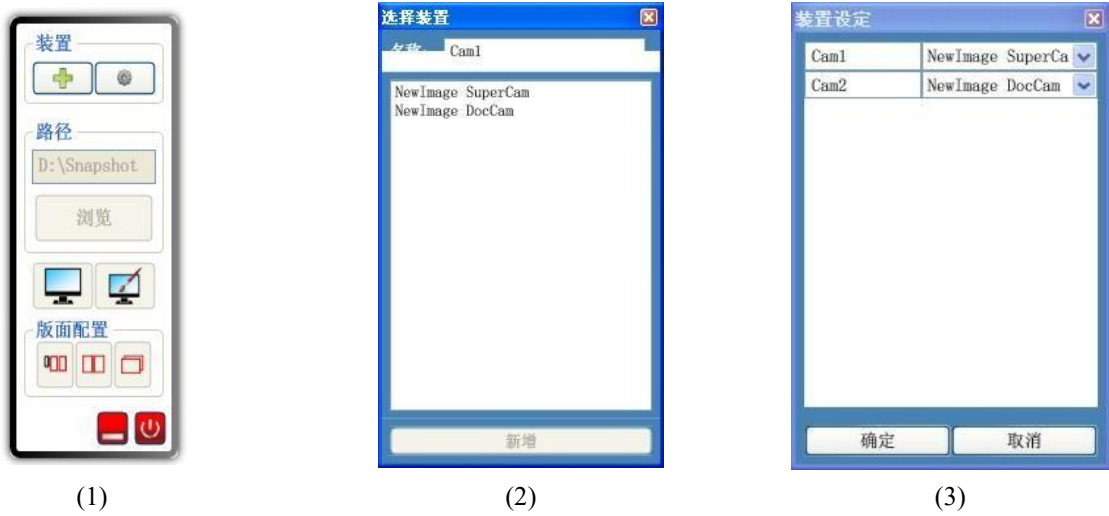 装置
路径
D:\Snapshot
浏览
版面配置
(1)
选择装置
名称: Cam1
NewImage SuperCam
NewImage DocCam
新增
(2)
装置设定
Cam1 NewImage SuperCa
Cam2 NewImage DocCam
确定 取消
(3)